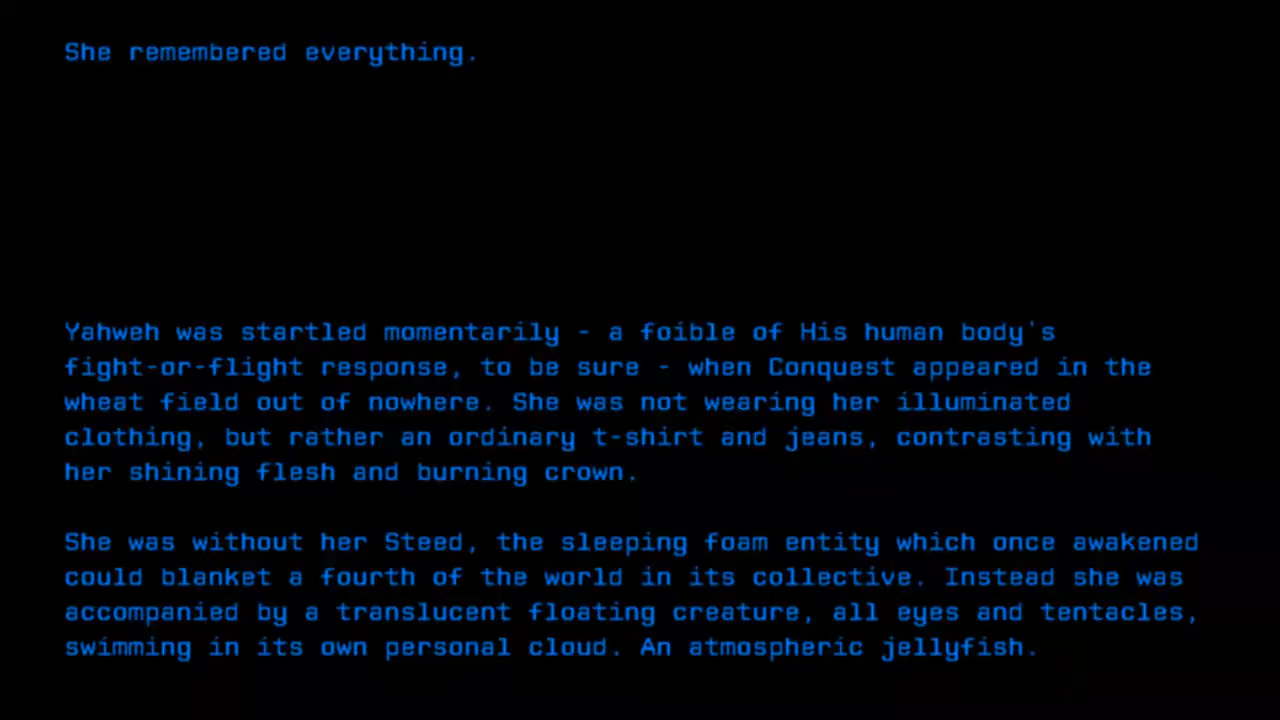 She remembered everything.
Yahweh was startled momentarily - a foible of His human body's
fight-or-flight response, to be sure - when Conquest appeared in the
wheat field out of nowhere. She was not wearing her illuminated
clothing, but rather an ordinary t-shirt and jeans, contrasting with
her shining flesh and burning crown.
She was without her Steed, the sleeping foam entity which once awakened
could blanket a fourth of the world in its collective. Instead she was
accompanied by a translucent floating creature, all eyes and tentacles,
swimming in its own personal cloud. An atmospheric jellyfish.